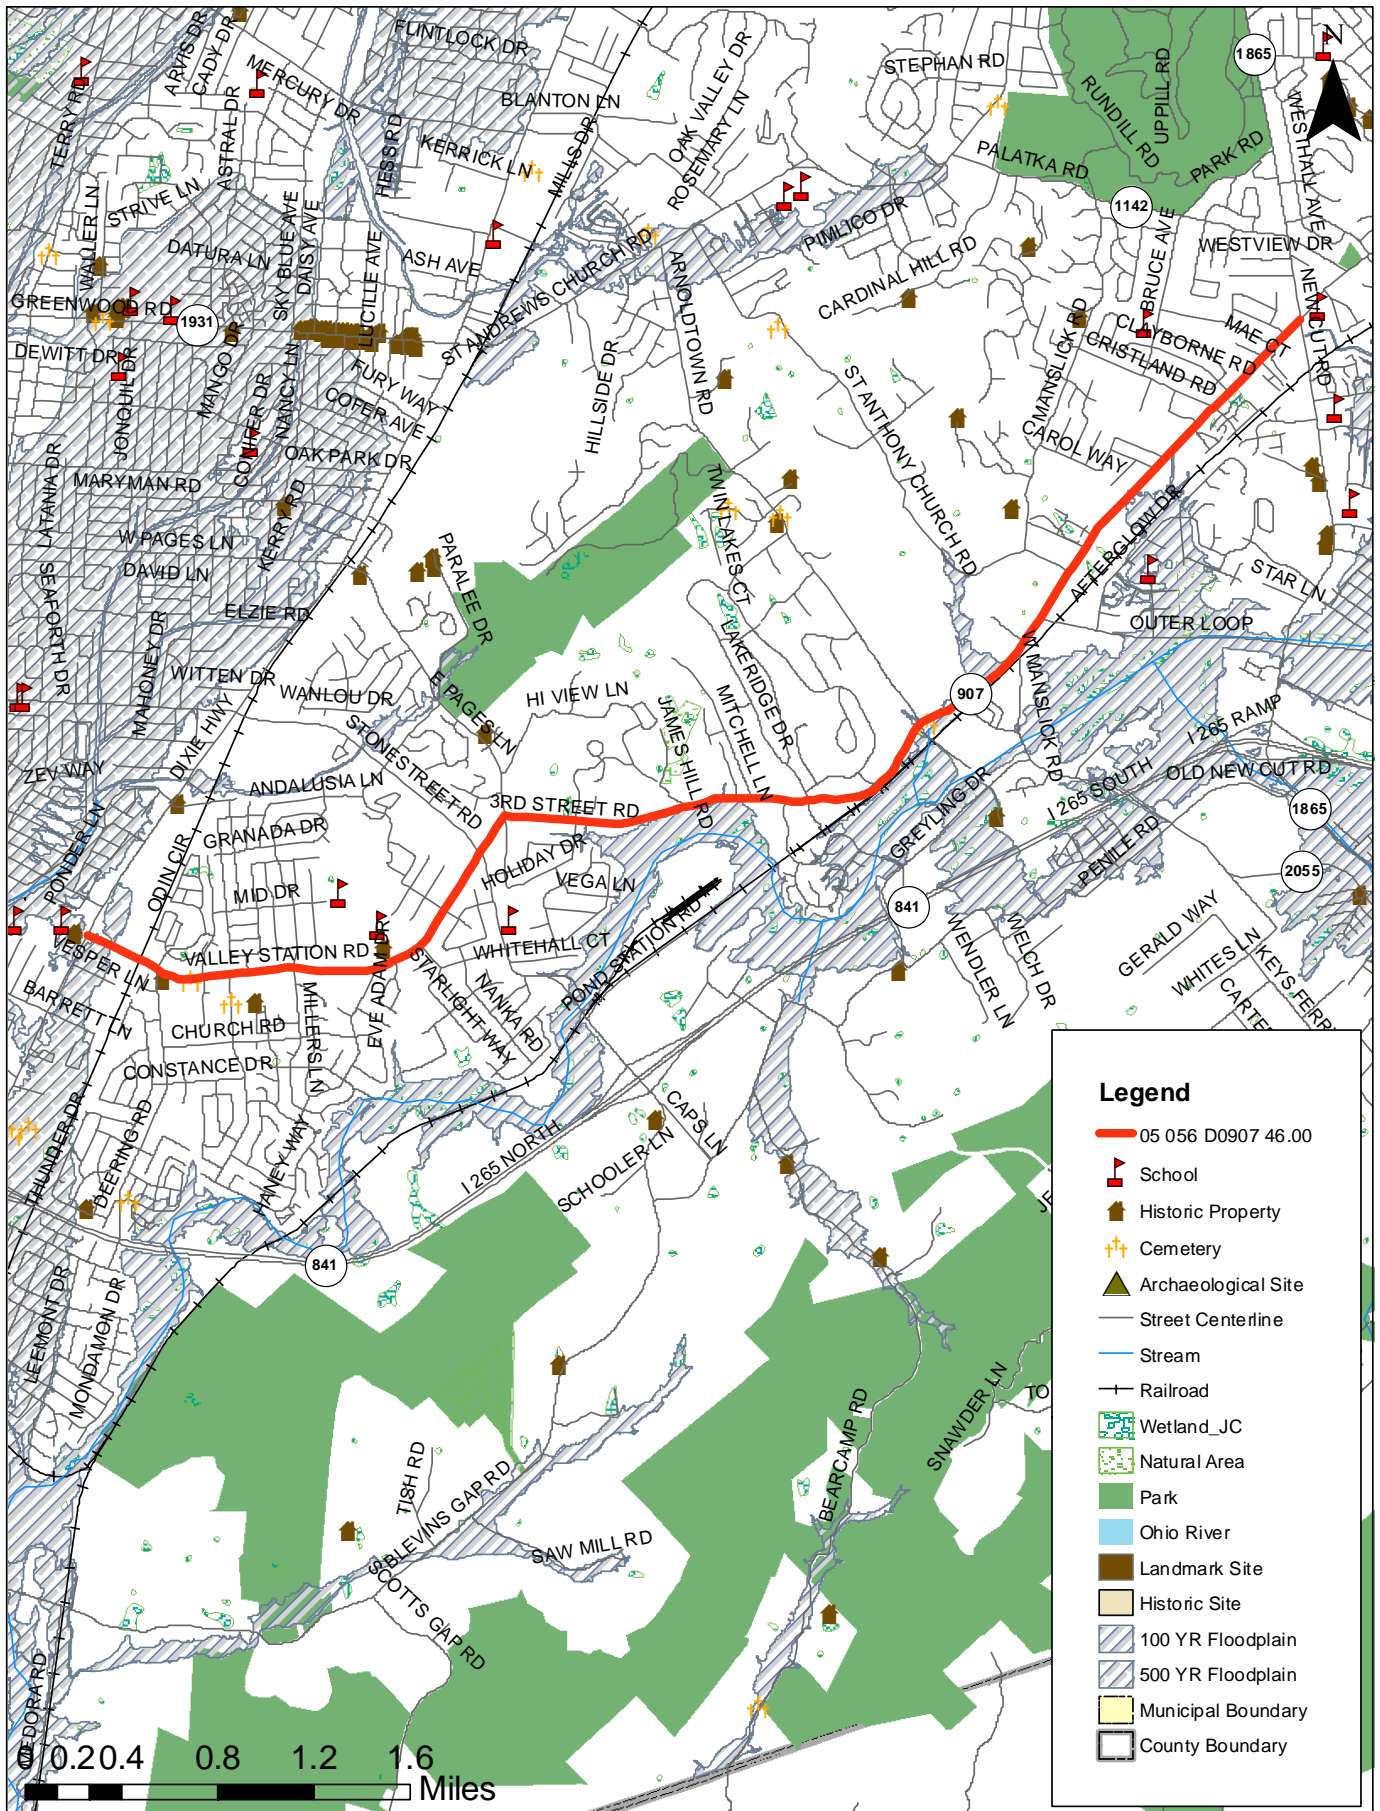 FLINTLOCK DR
ARVIS DR
CADY DR
MERCURY DR
STEPHAN RD
OAK VALLEY DR
1865
BLANTON LN
UPPILL RD
RUNDILL RD
N
TERRY RD
ASTRAL DR
HESS RD
KERRICK LN
MILLS DR
ROSEMARY LN
PALATKA RD
PARK RD
WESTHALL AVE
WALLER LN
STRIVE LN
SKY BLUE AVE
DAISY AVE
1142
DATURA LN
LUCILLE AVE
ASH AVE
ST ANDREWS CHURCH RD
ARNOLDTOWN RD
PIMLICO DR
CARDINAL HILL RD
BRUCE AVE
WESTVIEW DR
GREENWOOD RD
1931
NEW CUT RD
DEWITT DR
JONQUIL DR
MANGO DR
CONIFER DR
NANCY LN
FURY WAY
COFER AVE
HILLSIDE DR
ST ANTHONY CHURCH RD
MANSLICK RD
CLAYBORNE RD
CRISTLAND RD
MAE CT
OAK PARK DR
CAROL WAY
LATANIA DR
MARYMAN RD
KERRY RD
W PAGES LN
DAVID LN
TWIN LAKES CT
AFTERGLOW DR
SEAFORTH DR
ELZIE RD
PARALEE DR
STAR LN
MAHONEY DR
WITTEN DR
WANLOU DR
E PAGES LN
HI VIEW LN
LAKERIDGE DR
MITCHELL LN
JAMES HILL RD
OUTER LOOP
907
W MANSLICK RD
I 265 RAMP
ZEV WAY
DIXIE HWY
STONESTREET RD
ANDALUSIA LN
3RD STREET RD
I 265 SOUTH
OLD NEW CUT RD
PONDER LN
ODIN CIR
GRANADA DR
HOLIDAY DR
GREYLING DR
1865
PENILE RD
MID DR
VEGA LN
2055
841
VESPER LN
VALLEY STATION RD
WHITEHALL CT
POND STATION RD
WENDLER LN
WELCH DR
GERALD WAY
WHITES LN
BARRETT LN
EVE ADAM DR
STARLIGHT WAY
NANKA RD
CHURCH RD
MILLERS LN
CONSTANCE DR
THUNDER DR
DEERING RD
HANEY WAY
I 265 NORTH
CAPS LN
SCHOOLER LN
841
LEEMONT DR
MONDAMON DR
BEARCAMP RD
SNAWDER LN
TISH RD
BLEVINS GAP RD
SAW MILL RD
SCOTTS GAP RD
0 0.2 0.4 0.8 1.2 1.6
Miles
Legend
05 056 D0907 46.00
School
Historic Property
Cemetery
Archaeological Site
Street Centerline
Stream
Railroad
Wetland_JC
Natural Area
Park
Ohio River
Landmark Site
Historic Site
100 YR Floodplain
500 YR Floodplain
Municipal Boundary
County Boundary